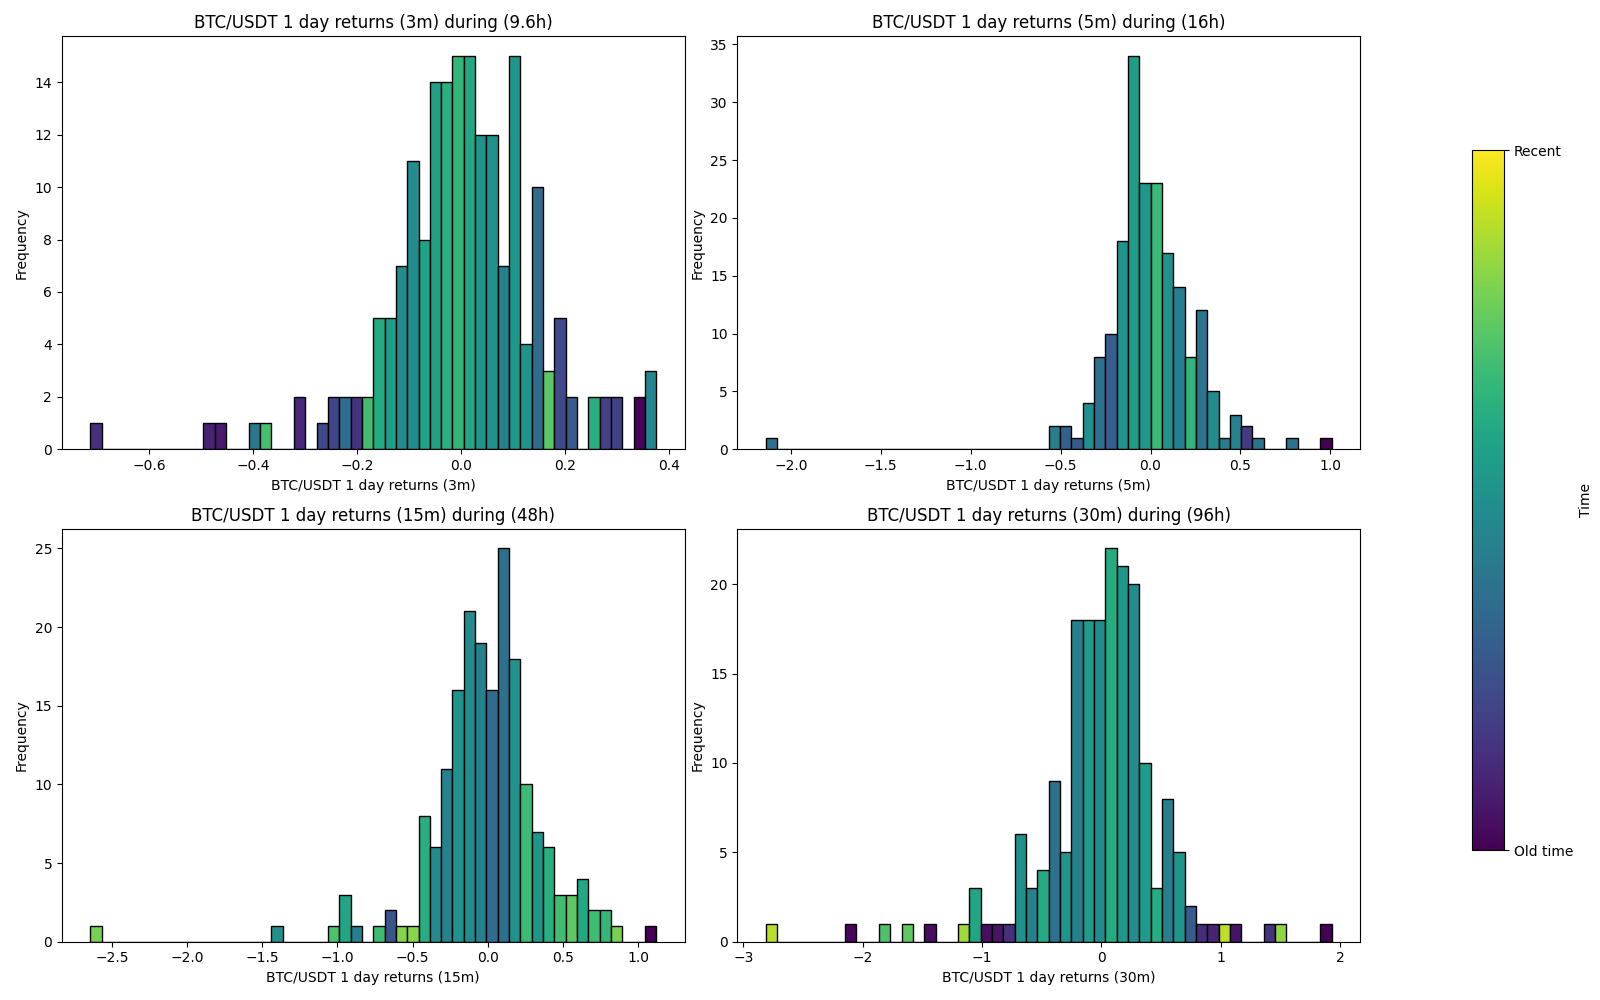 BTC/USDT 1 day returns (3m) during (9.6h)
14
12
10
8
6
4
2
0
Frequency
−0.6 −0.4 −0.2 0.0 0.2 0.4
BTC/USDT 1 day returns (3m)
BTC/USDT 1 day returns (5m) during (16h)
35
30
25
20
15
10
5
0
Frequency
−2.0 −1.5 −1.0 −0.5 0.0 0.5 1.0
BTC/USDT 1 day returns (5m)
BTC/USDT 1 day returns (15m) during (48h)
25
20
15
10
5
0
Frequency
−2.5 −2.0 −1.5 −1.0 −0.5 0.0 0.5 1.0
BTC/USDT 1 day returns (15m)
BTC/USDT 1 day returns (30m) during (96h)
20
15
10
5
0
Frequency
−3 −2 −1 0 1 2
BTC/USDT 1 day returns (30m)
Recent
Old time
Time